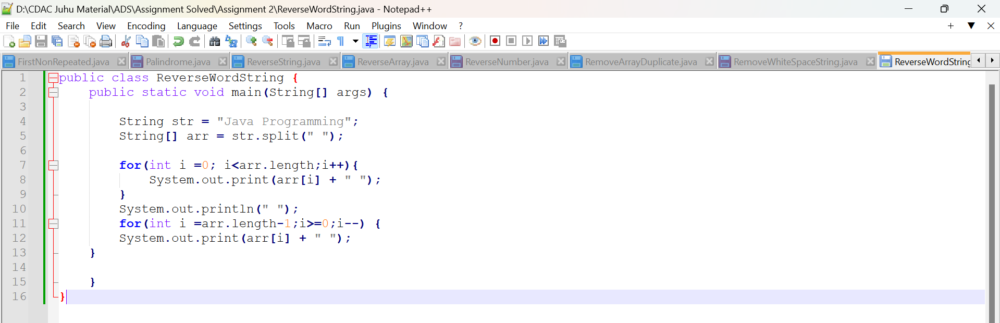 D:\CDAC Juhu Material\ADS\Assignment Solved\Assignment 2\ReverseWordString.java - Notepad++
File Edit Search View Encoding Language Settings Tools Macro Run Plugins Window ?
FirstNonRepeated.java Palindrome.java ReverseString.java ReverseArray.java ReverseNumber.java RemoveArrayDuplicate.java RemoveWhiteSpaceString.java ReverseWordString
1 public class ReverseWordString {
2 public static void main(String[] args) {
3
4 String str = "Java Programming";
5 String[] arr = str.split(" ");
6
7 for(int i =0; i<arr.length;i++){
8 System.out.print(arr[i] + " ");
9 }
10 System.out.println(" ");
11 for(int i =arr.length-1;i>=0;i--) {
12 System.out.print(arr[i] + " ");
13 }
14
15 }
16 }